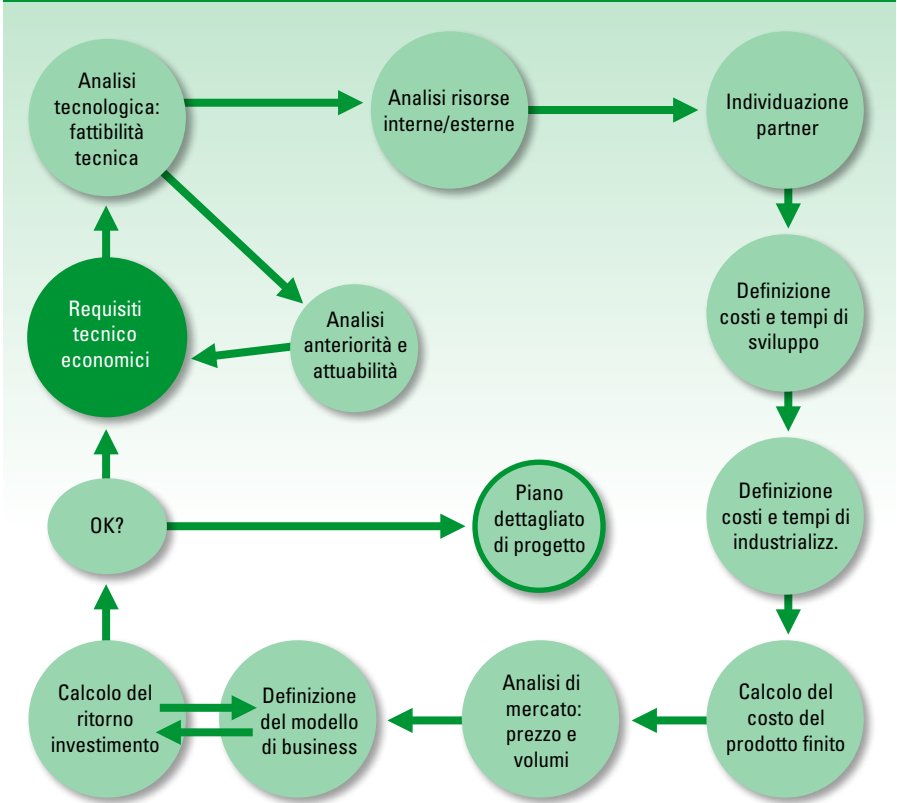 Analisi
tecnologica:
fattibilità
tecnica
Analisi risorse
interne/esterne
Individuazione
partner
Requisiti
tecnico
economici
Analisi
anteriorità e
attuabilità
Definizione
costi e tempi di
sviluppo
OK?
Piano
dettagliato
di progetto
Definizione
costi e tempi di
industrializz.
Calcolo del
ritorno
investimento
Definizione
del modello
di business
Analisi di
mercato:
prezzo e
volumi
Calcolo del
costo del
prodotto finito